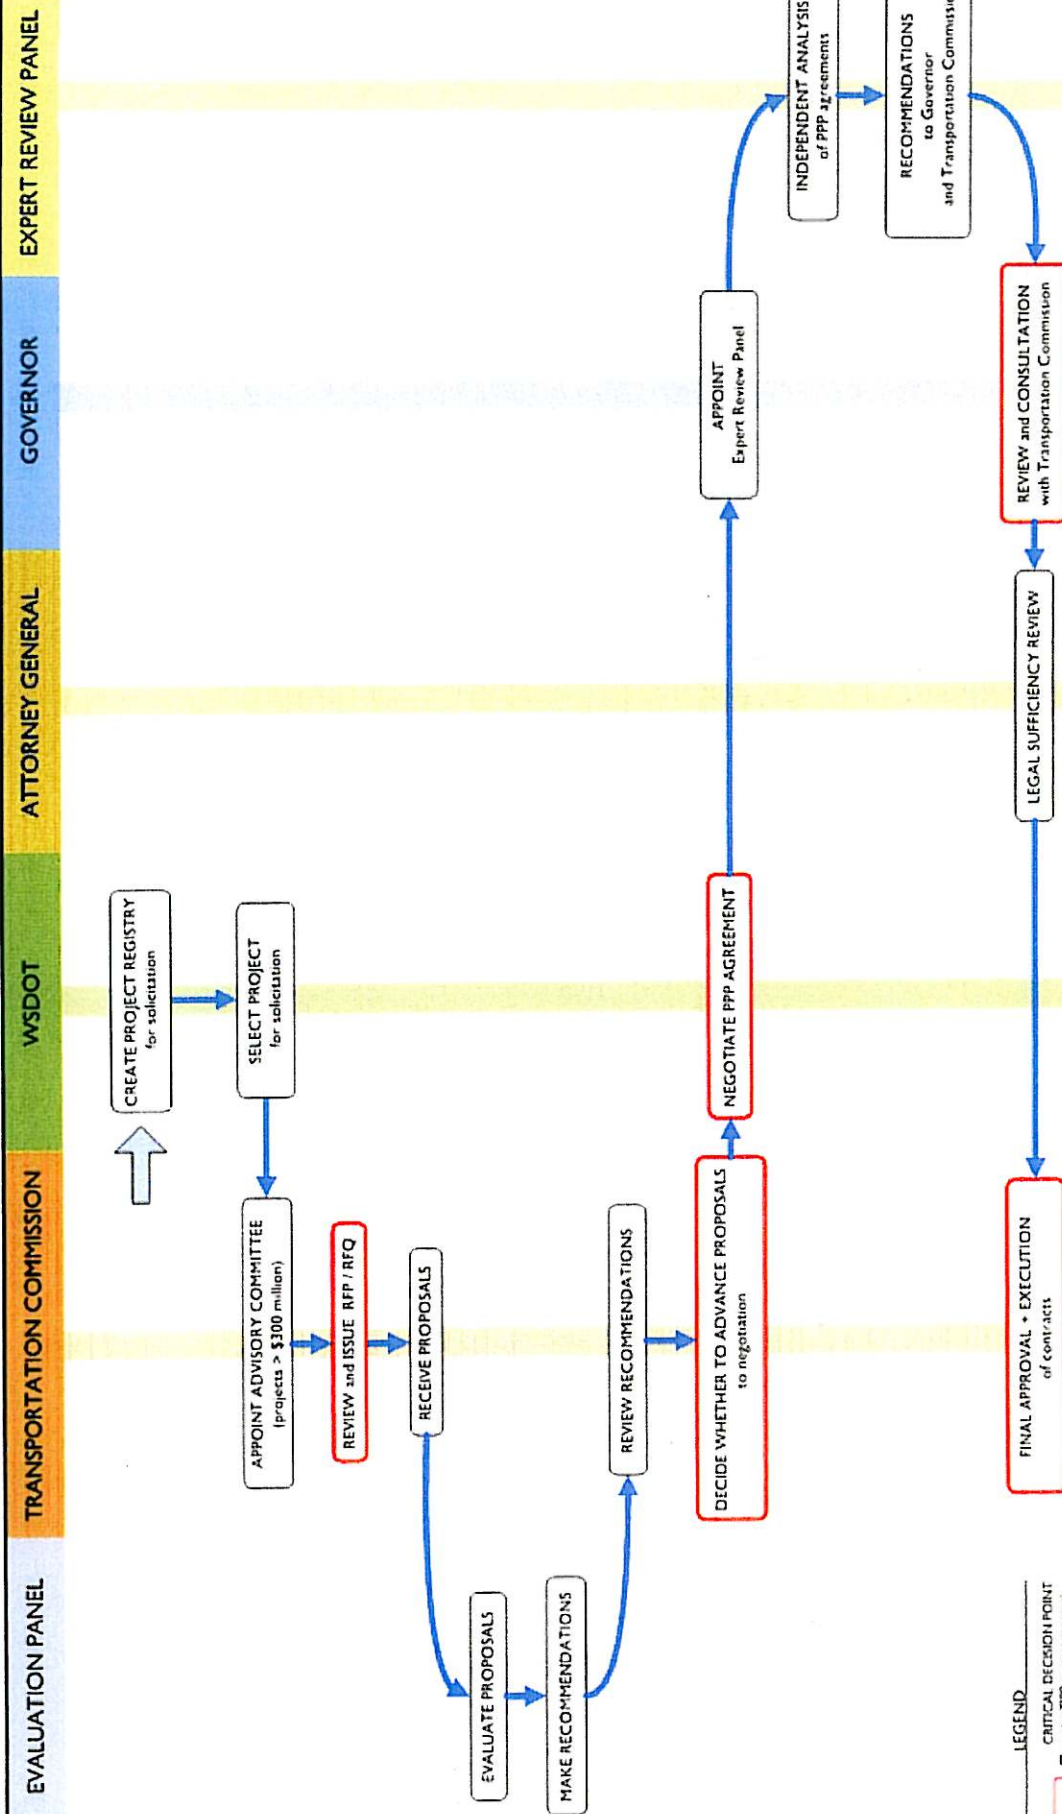 EVALUATION PANEL
TRANSPORTATION COMMISSION
WSDOT
ATTORNEY GENERAL
GOVERNOR
EXPERT REVIEW PANEL
CREATE PROJECT REGISTRY
for solicitation
SELECT PROJECT
for solicitation
APPOINT ADVISORY COMMITTEE
(projects > $300 million)
REVIEW and ISSUE RFP / RFQ
RECEIVE PROPOSALS
EVALUATE PROPOSALS
MAKE RECOMMENDATIONS
REVIEW RECOMMENDATIONS
DECIDE WHETHER TO ADVANCE PROPOSALS
to negotiation
NEGOTIATE PPP AGREEMENT
APPOINT
Expert Review Panel
INDEPENDENT ANALYSIS
of PPP agreements
RECOMMENDATIONS
to Governor
and Transportation
REVIEW and CONSULTATION
with Transportation Commission
LEGAL SUFFICIENCY REVIEW
FINAL APPROVAL + EXECUTION
of contracts
LEGEND
CRITICAL DECISION POINT